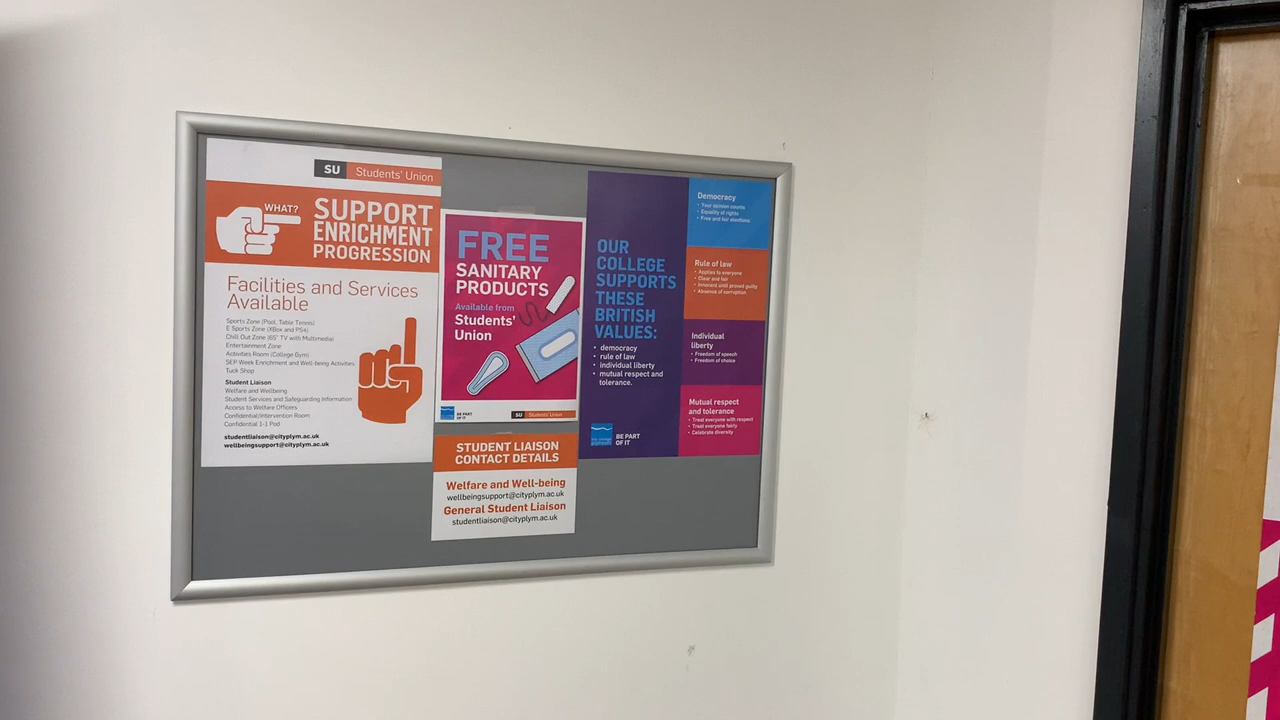 SU Students' Union
WHAT?
SUPPORT
ENRICHMENT
PROGRESSION
Facilities and Services
Available
Sports Zone (Pool, Table Tennis)
E Sports Zone (XBox and PS4)
Chill Out Zone (65" TV with Multimedia)
Entertainment Zone
Activities Room (College Gym)
SEP Week Enrichment and Well-being Activities
Tuck Shop
Student Liaison
Welfare and Wellbeing
Student Services and Safeguarding Information
Access to Welfare Officers
Confidential/Intervention Room
Confidential 1-1 Pod
studentliaison@cityplym.ac.uk
wellbeingsupport@cityplym.ac.uk
FREE
SANITARY
PRODUCTS
Available from
Students'
Union
BE PART
OF IT
SU Students' Union
STUDENT LIAISON
CONTACT DETAILS
Welfare and Well-being
wellbeingsupport@cityplym.ac.uk
General Student Liaison
studentliaison@cityplym.ac.uk
OUR
COLLEGE
SUPPORTS
THESE
BRITISH
VALUES:
• democracy
• rule of law
• individual liberty
• mutual respect and
tolerance.
BE PART
OF IT
Democracy
• Your opinion counts
• Equality of rights
• Free and fair elections
Rule of law
• Applies to everyone
• Clear and fair
• Innocent until proved guilty
• Absence of corruption
Individual
liberty
• Freedom of speech
• Freedom of choice
Mutual respect
and tolerance
• Treat everyone with respect
• Treat everyone fairly
• Celebrate diversity